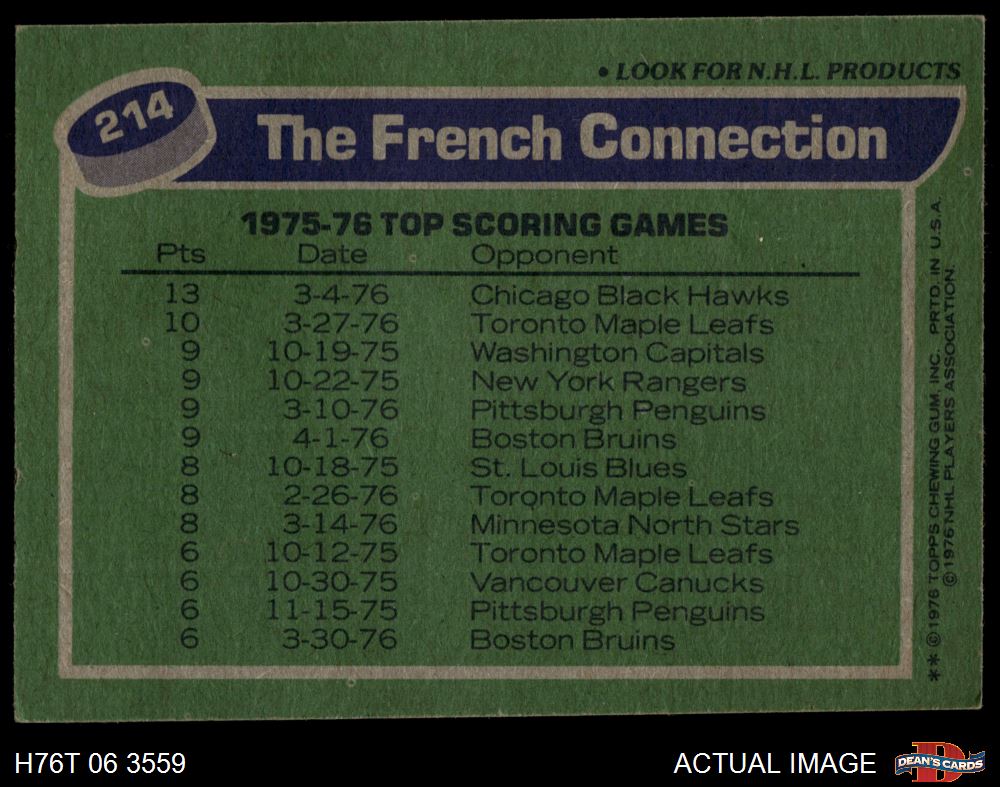 • LOOK FOR N.H.L. PRODUCTS
214
The French Connection
1975-76 TOP SCORING GAMES
Pts Date Opponent
13 3-4-76 Chicago Black Hawks
10 3-27-76 Toronto Maple Leafs
9 10-19-75 Washington Capitals
9 10-22-75 New York Rangers
9 3-10-76 Pittsburgh Penguins
9 4-1-76 Boston Bruins
8 10-18-75 St. Louis Blues
8 2-26-76 Toronto Maple Leafs
8 3-14-76 Minnesota North Stars
6 10-12-75 Toronto Maple Leafs
6 10-30-75 Vancouver Canucks
6 11-15-75 Pittsburgh Penguins
6 3-30-76 Boston Bruins
** ©1976 TOPPS CHEWING GUM, INC. PRTD. IN U.S.A.
©1976 NHL PLAYERS ASSOCIATION.
H76T 06 3559
ACTUAL IMAGE
DEAN'S CARDS